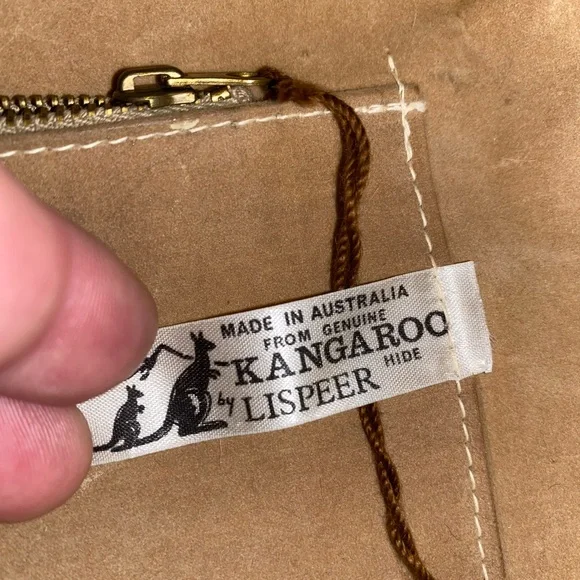 MADE IN AUSTRALIA
FROM GENUINE
KANGAROO
HIDE
by LISPEER